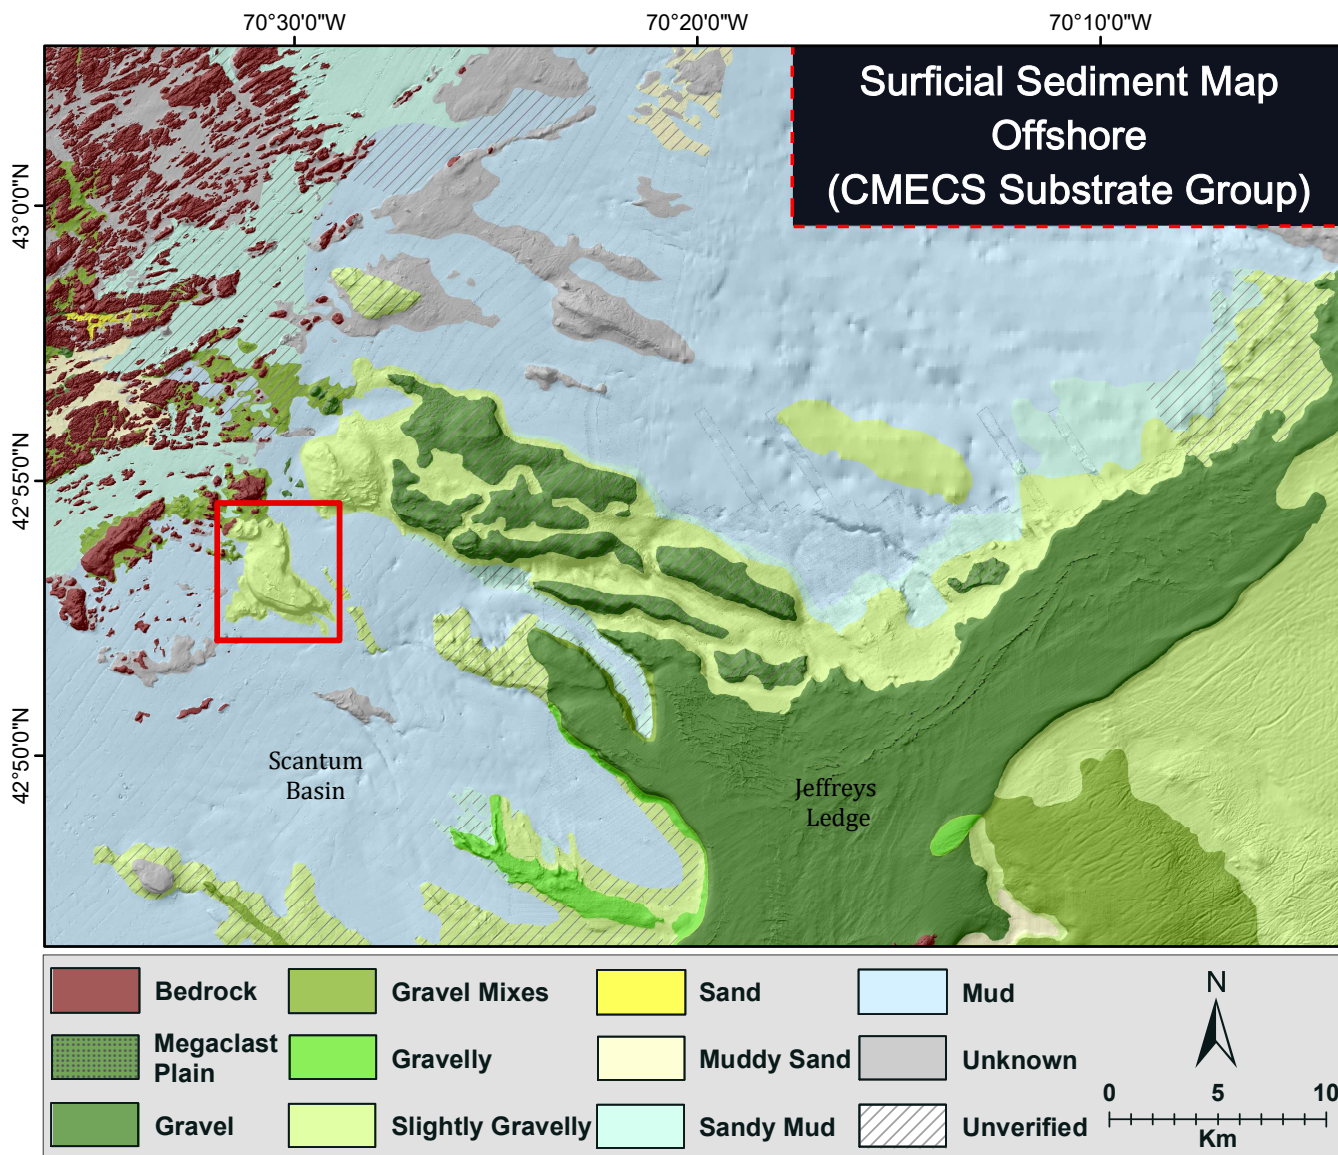 70°30'0"W
70°20'0"W
70°10'0"W
Surficial Sediment Map
Offshore
(CMECS Substrate Group)
43°0'0"N
42°55'0"N
42°50'0"N
Scantum
Basin
Jeffreys
Ledge
Bedrock
Megaclast
Plain
Gravel
Gravel Mixes
Gravelly
Slightly Gravelly
Sand
Muddy Sand
Sandy Mud
Mud
Unknown
Unverified
N
0 5 10
Km